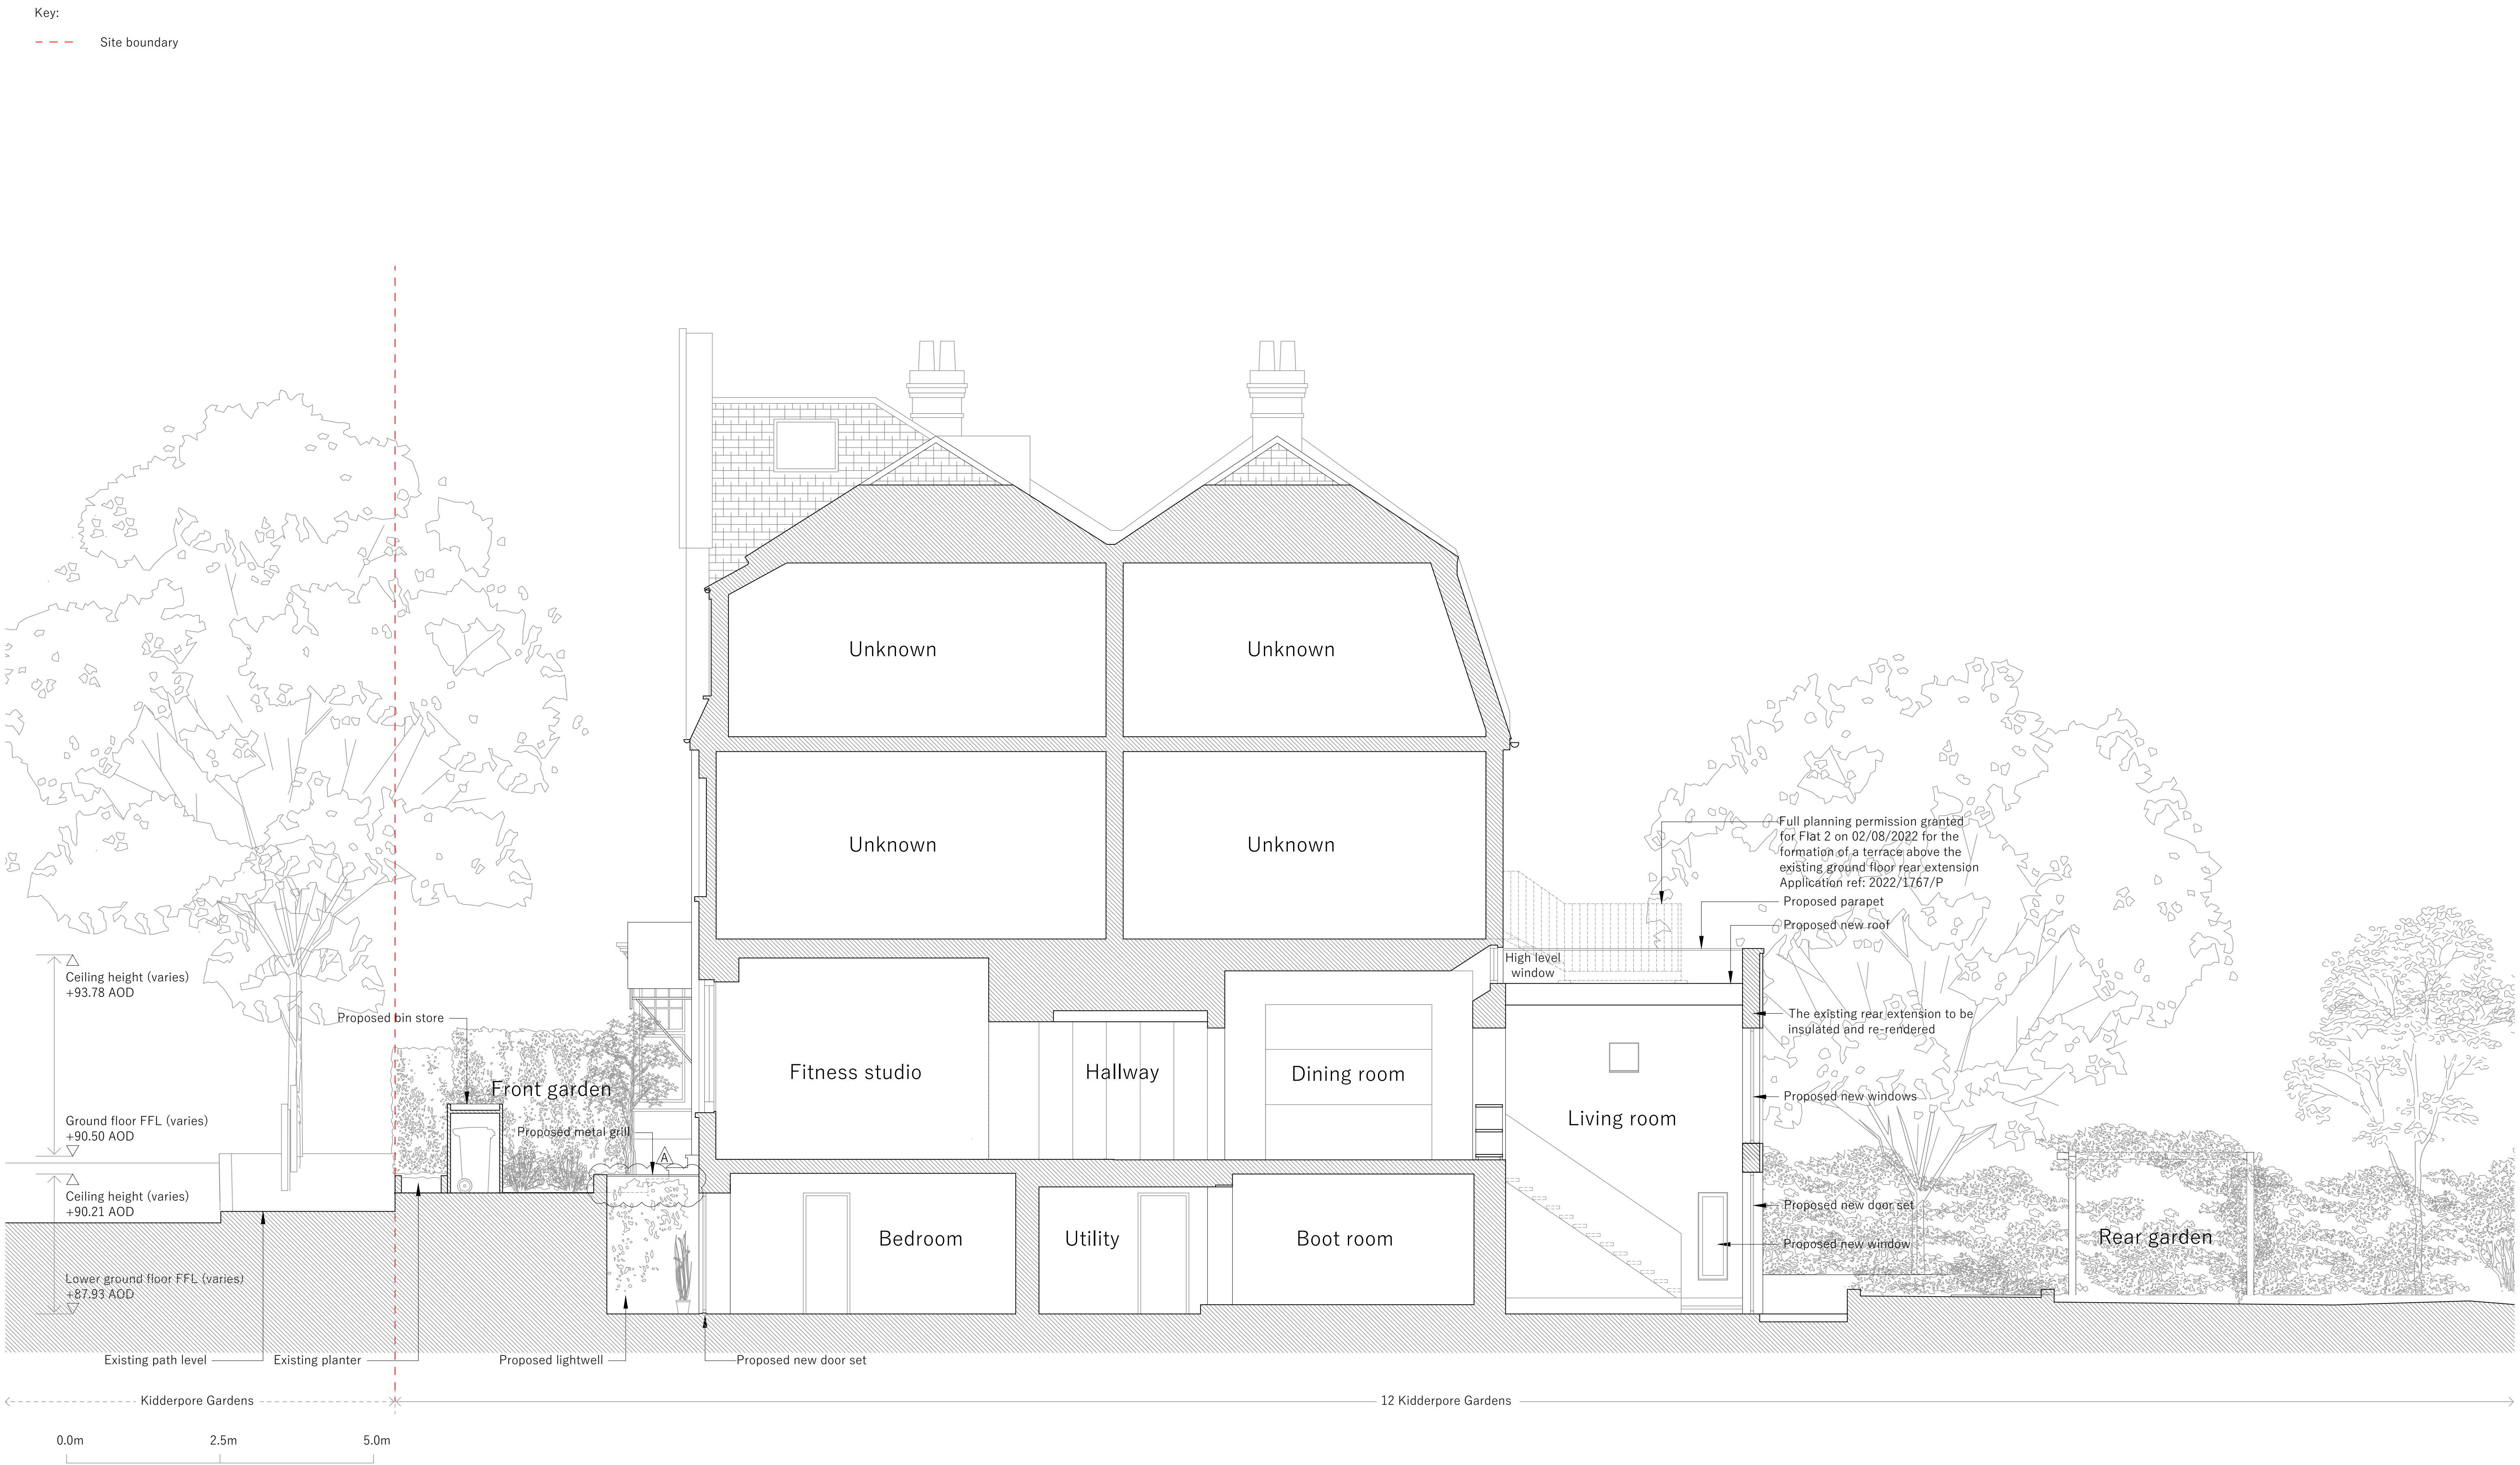 Key:
Site boundary
Unknown
Unknown
Unknown
Unknown
Full planning permission granted
for Flat 2 on 02/08/2022 for the
formation of a terrace above the
existing ground floor rear extension
Application ref: 2022/1767/P
Proposed parapet
Proposed new roof
High level
window
Ceiling height (varies)
+93.78 AOD
Proposed bin store
The existing rear extension to be
insulated and re-rendered
Front garden
Fitness studio
Hallway
Dining room
Living room
Proposed new windows
Ground floor FFL (varies)
+90.50 AOD
Proposed metal grill
A
Ceiling height (varies)
+90.21 AOD
Proposed new door set
Bedroom
Utility
Boot room
Proposed new window
Rear garden
Lower ground floor FFL (varies)
+87.93 AOD
Existing path level
Existing planter
Proposed lightwell
Proposed new door set
Kidderpore Gardens
12 Kidderpore Gardens
0.0m
2.5m
5.0m